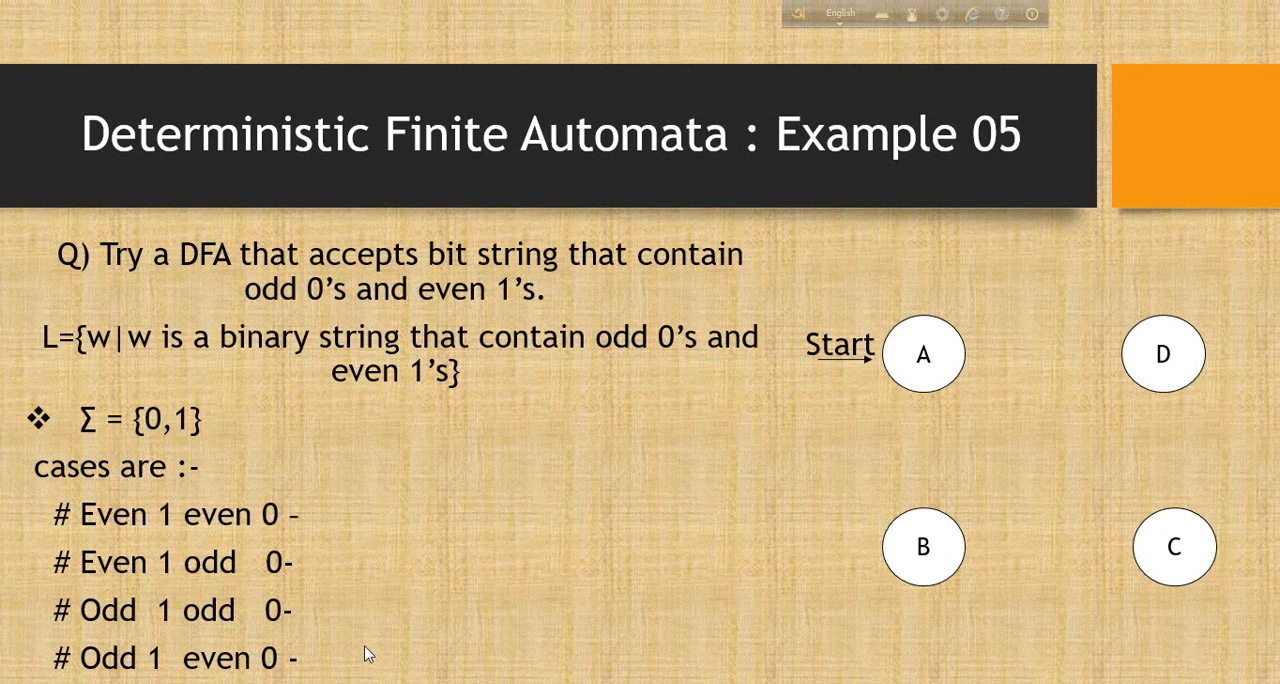 English
Deterministic Finite Automata : Example 05
Q) Try a DFA that accepts bit string that contain
odd 0’s and even 1’s.
L={w|w is a binary string that contain odd 0’s and
even 1’s}
❖ ∑ = {0,1}
cases are :-
# Even 1 even 0 –
# Even 1 odd 0-
# Odd 1 odd 0-
# Odd 1 even 0 -
Start
A
D
B
C